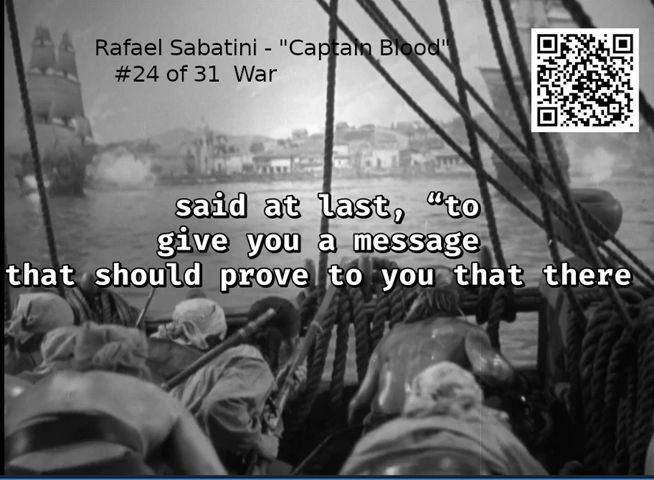 Rafael Sabatini - "Captain Blood"
#24 of 31  War
said at last, “to
give you a message
that should prove to you that there